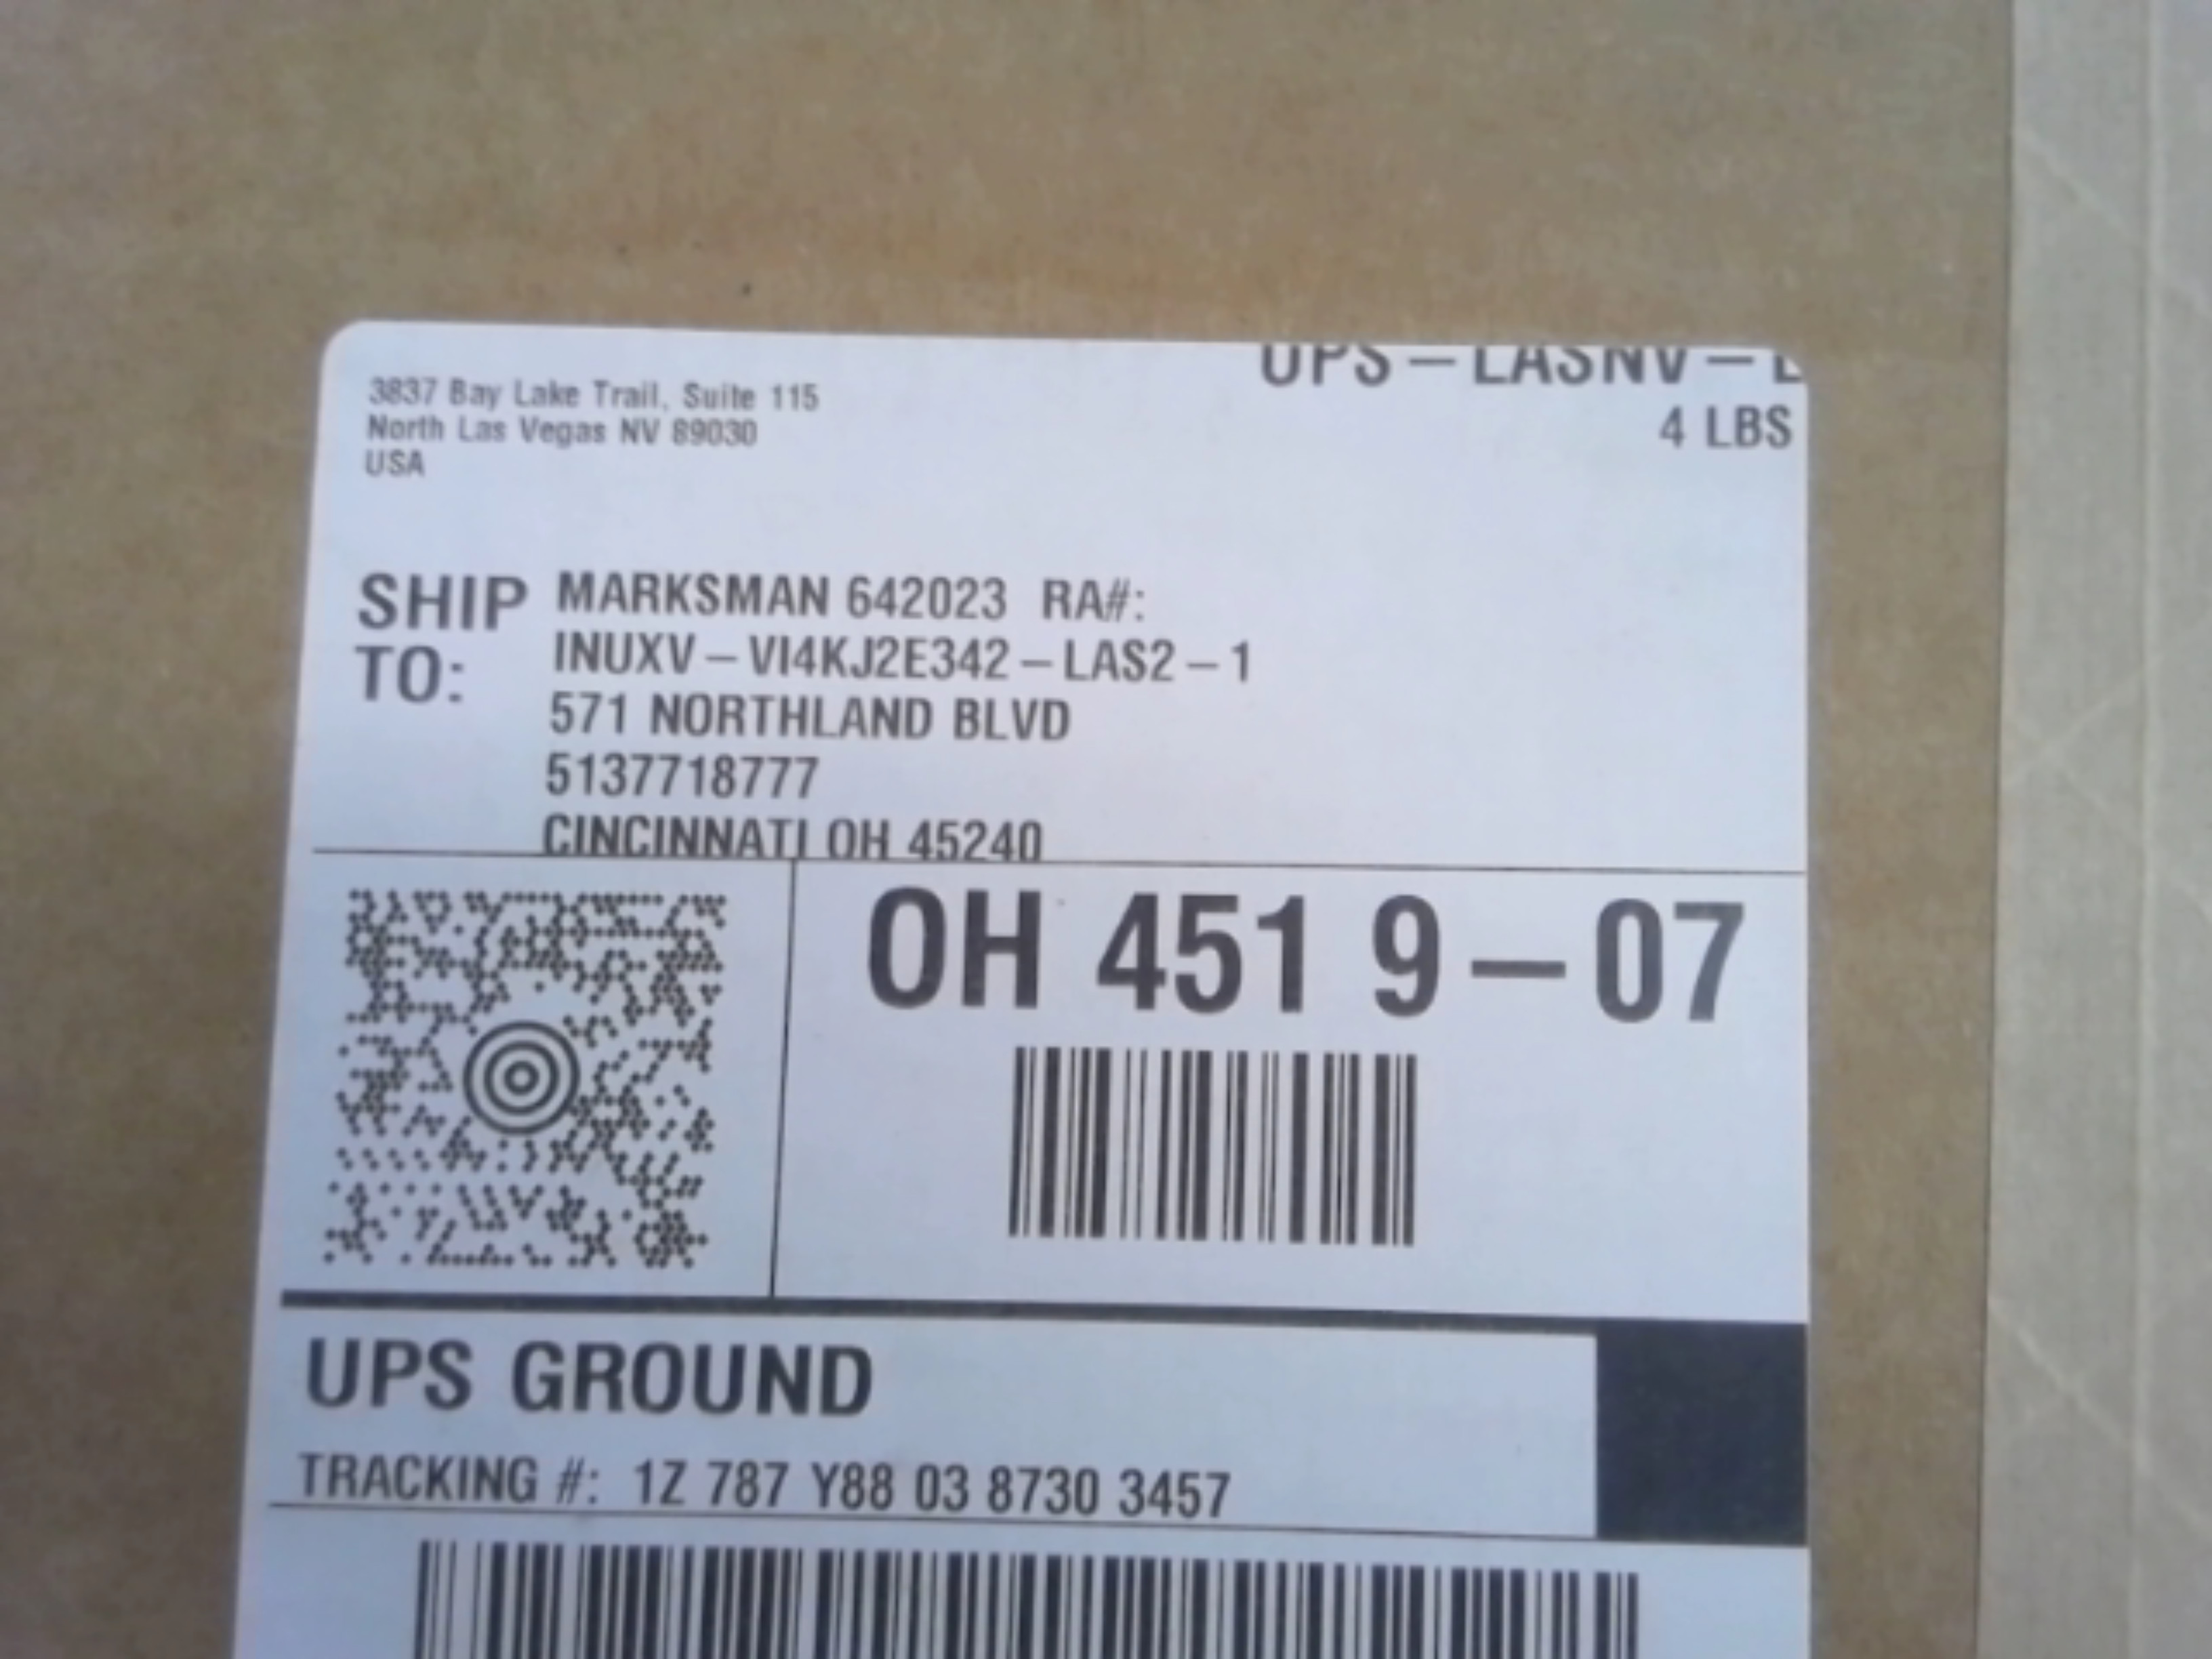 3837 Bay Lake Trail, Suite 115
North Las Vegas NV 89030
USA
UPS – LASNV – L
4 LBS
SHIP TO:
MARKSMAN 642023 RA#:
INUXV – VI4KJ2E342 – LAS2 – 1
571 NORTHLAND BLVD
5137718777
CINCINNATI OH 45240
OH 451 9 – 07
UPS GROUND
TRACKING #: 1Z 787 Y88 03 8730 3457